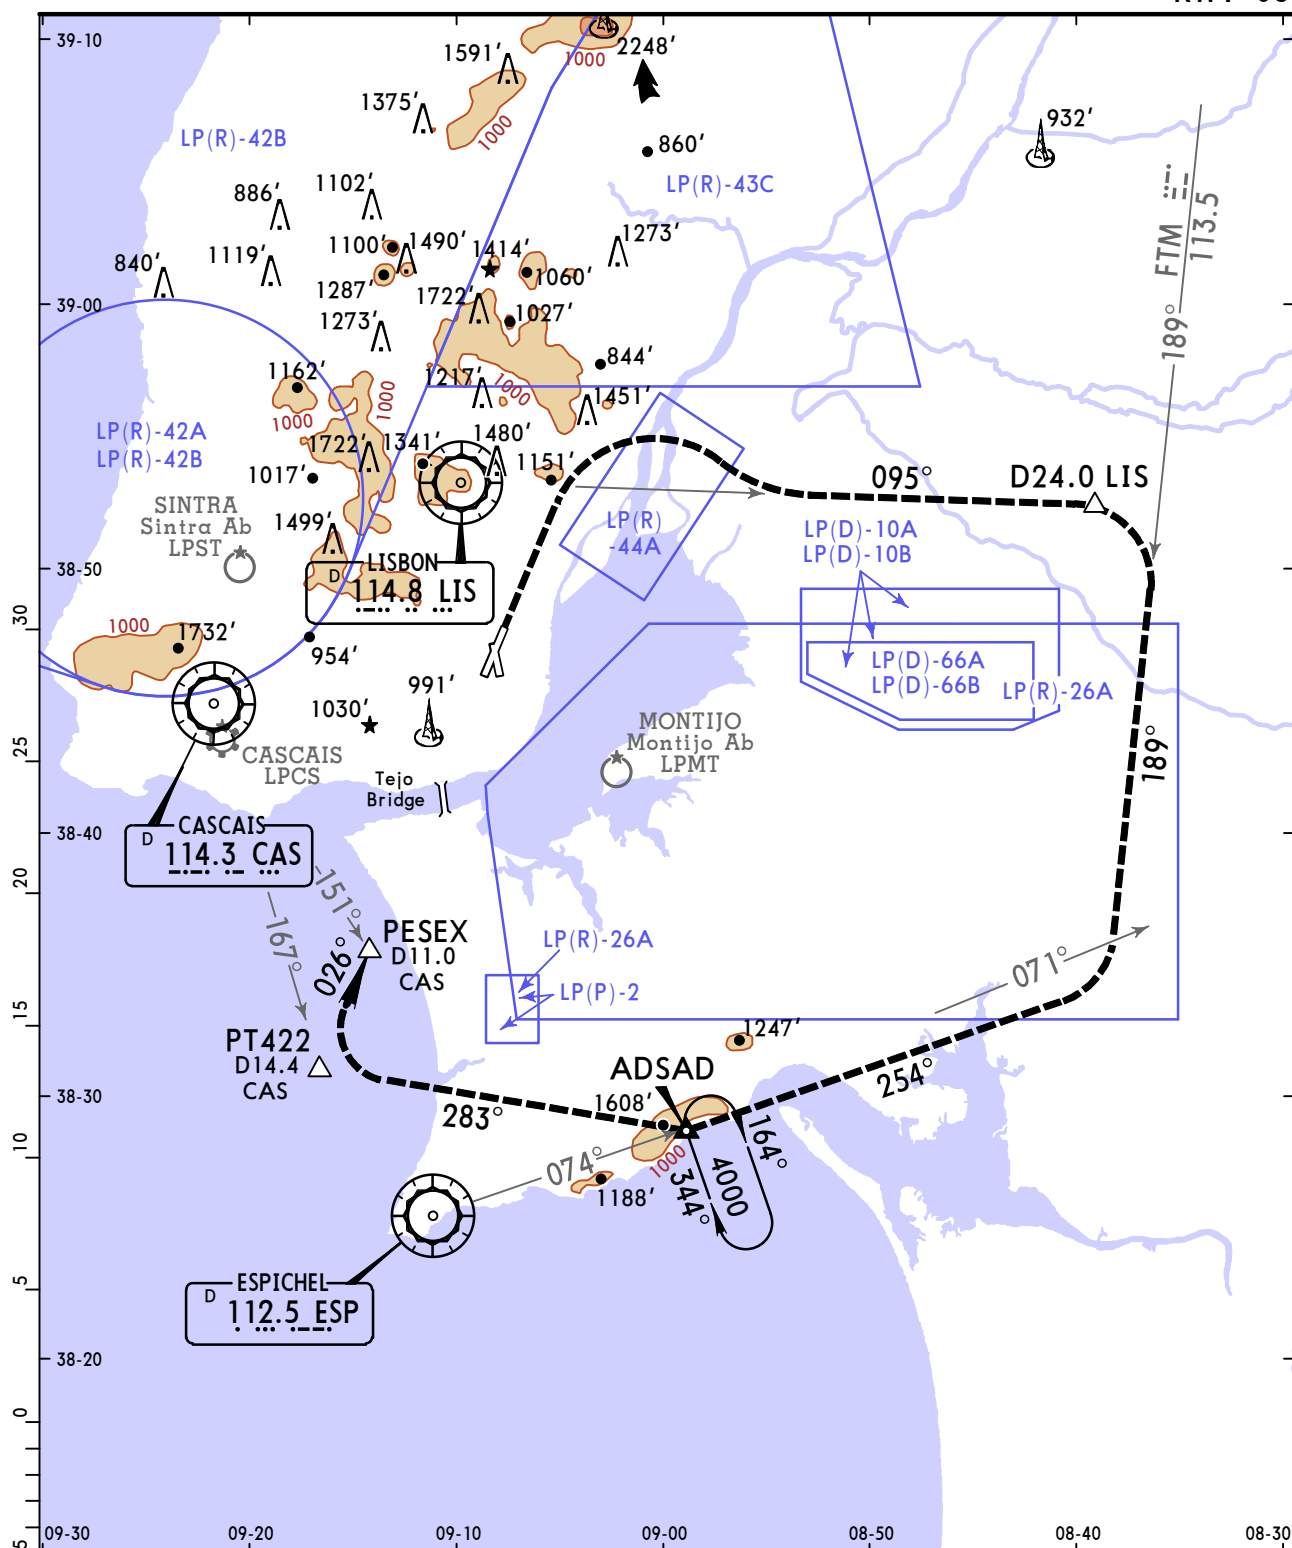 39-10
1591′
2248′
1000
1375′
1000
932′
LP(R)-42B
860′
LP(R)-43C
886′
1102′
FTM
113.5
1100′
1490′
1414′
1273′
840′
1119′
1287′
1060′
39-00
1722′
1027′
1273′
189°
844′
1162′
1217′
1000
1000
1451′
1000
LP(R)-42A
LP(R)-42B
1722′
1341′
1480′
1151′
1017′
095°
D24.0 LIS
SINTRA
Sintra Ab
LPST
1499′
LP(R)
-44A
LP(D)-10A
LP(D)-10B
38-50
LISBON
D
114.8 LIS
30
1000
1732′
954′
LP(D)-66A
LP(D)-66B
LP(R)-26A
991′
1030′
MONTIJO
Montijo Ab
LPMT
25
CASCAIS
LPCS
189°
Tejo
Bridge
38-40
CASCAIS
D
114.3 CAS
20
151°
167°
PESEX
D11.0
CAS
026°
LP(R)-26A
071°
LP(P)-2
15
PT422
D14.4
CAS
1247′
ADSAD
254°
38-30
1608′
283°
10
164°
074°
1000
4000
344°
1188′
5
ESPICHEL
D
112.5 ESP
38-20
0
5
09-30
09-20
09-10
09-00
08-50
08-40
08-30